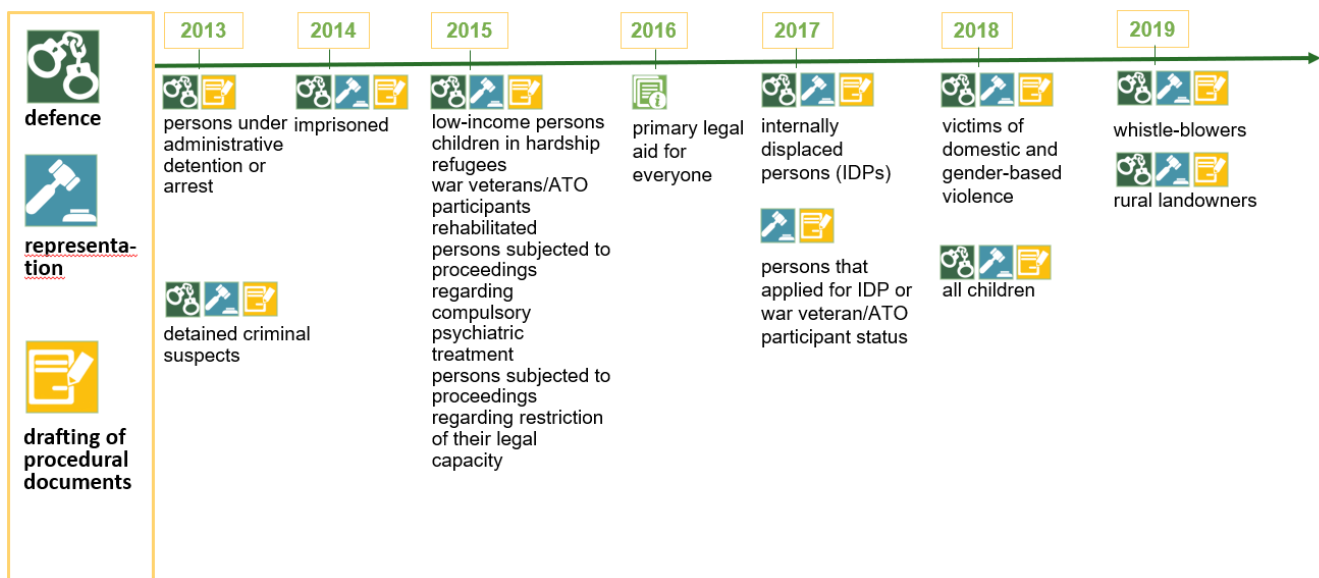 defence
representa-
tion
drafting of
procedural
documents
2013
persons under
administrative
detention or
arrest
detained criminal
suspects
2014
imprisoned
2015
low-income persons
children in hardship
refugees
war veterans/ATO
participants
rehabilitated
persons subjected to
proceedings
regarding
compulsory
psychiatric
treatment
persons subjected to
proceedings
regarding restriction
of their legal
capacity
2016
primary legal
aid for
everyone
2017
internally
displaced
persons (IDPs)
persons that
applied for IDP or
war veteran/ATO
participant status
2018
victims of
domestic and
gender-based
violence
all children
2019
whistle-blowers
rural landowners